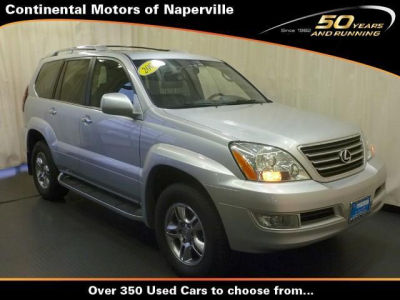 Continental Motors of Naperville
Since 1962
50 YEARS
AND RUNNING
Over 350 Used Cars to choose from...